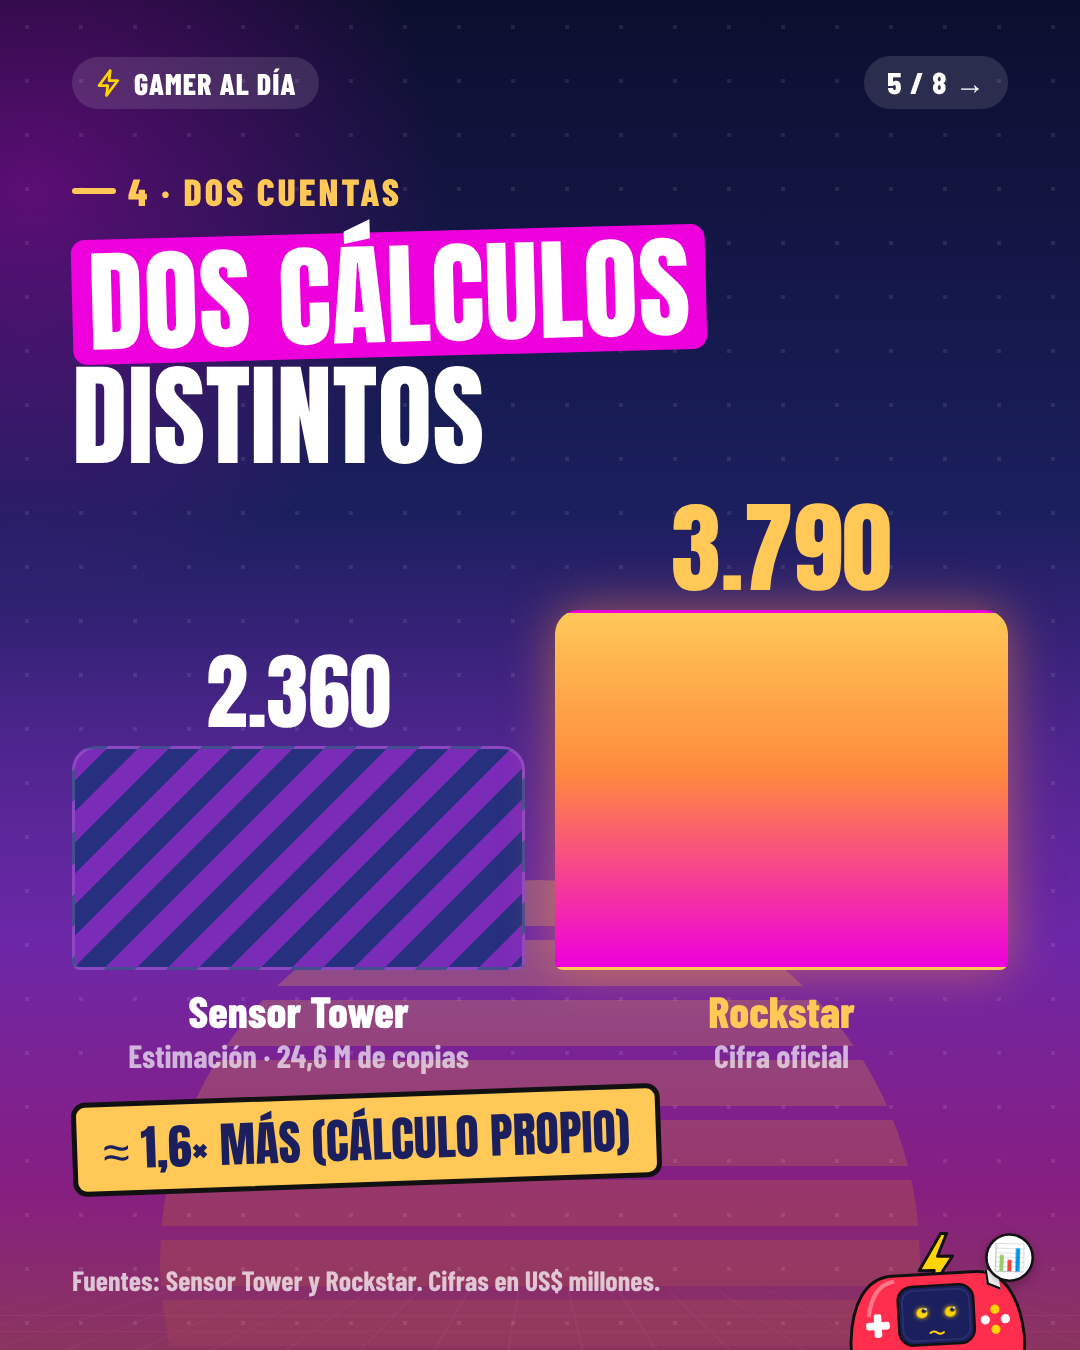 GAMER AL DÍA
5 / 8 →
4 · DOS CUENTAS
DOS CÁLCULOS
DISTINTOS
3.790
2.360
Sensor Tower
Estimación · 24,6 M de copias
Rockstar
Cifra oficial
≈ 1,6× MÁS (CÁLCULO PROPIO)
Fuentes: Sensor Tower y Rockstar. Cifras en US$ millones.